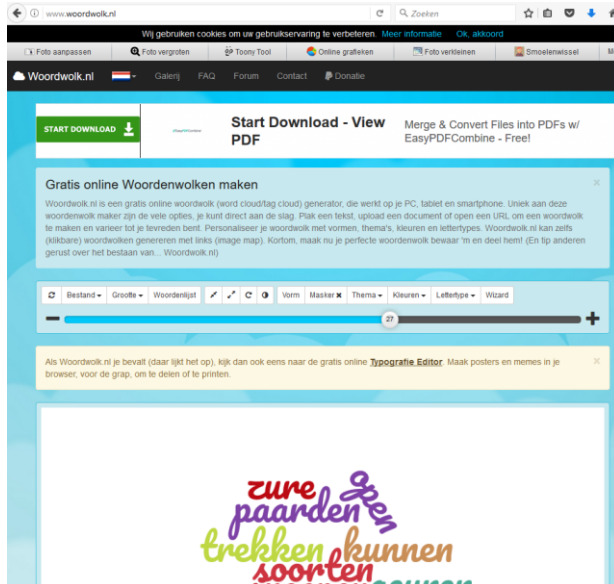 www.woordwolk.nl
Zoeken
Wij gebruiken cookies om uw gebruikservaring te verbeteren. Meer informatie Ok, akkoord
Foto aanpassen Foto vergroten Toony Tool Online grafieken Foto verkleinen Smoelenwissel
Woordwolk.nl Galerij FAQ Forum Contact Donatie
START DOWNLOAD
Start Download - View PDF
Merge & Convert Files into PDFs w/
EasyPDFCombine - Free!
Gratis online Woordenwolken maken ×
Woordwolk.nl is een gratis online woordwolk (word cloud/tag cloud) generator, die werkt op je PC, tablet en smartphone. Uniek aan deze
woordenwolk maker zijn de vele opties, je kunt direct aan de slag. Plak een tekst, upload een document of open een URL om een woordwolk
te maken en varieer tot je tevreden bent. Personaliseer je woordwolk met vormen, thema's, kleuren en lettertypes. Woordwolk.nl kan zelfs
(klikbare) woordwolken genereren met links (image map). Kortom, maak nu je perfecte woordenwolk bewaar 'm en deel hem! (En tip anderen
gerust over het bestaan van... Woordwolk.nl)
Bestand Grootte Woordenlijst Vorm Masker Thema Kleuren Lettertype Wizard
27
Als Woordwolk.nl je bevalt (daar lijkt het op), kijk dan ook eens naar de gratis online Typografie Editor. Maak posters en memes in je
browser, voor de grap, om te delen of te printen.
zure open
paarden
trekken kunnen
soorten